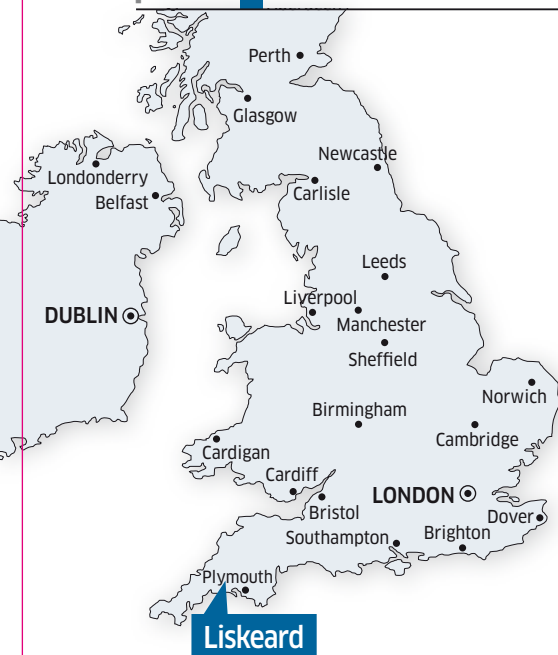 Perth
Glasgow
Newcastle
Londonderry
Carlisle
Belfast
Leeds
Liverpool
DUBLIN
Manchester
Sheffield
Norwich
Birmingham
Cambridge
Cardigan
Cardiff
LONDON
Bristol
Dover
Southampton
Brighton
Plymouth
Liskeard